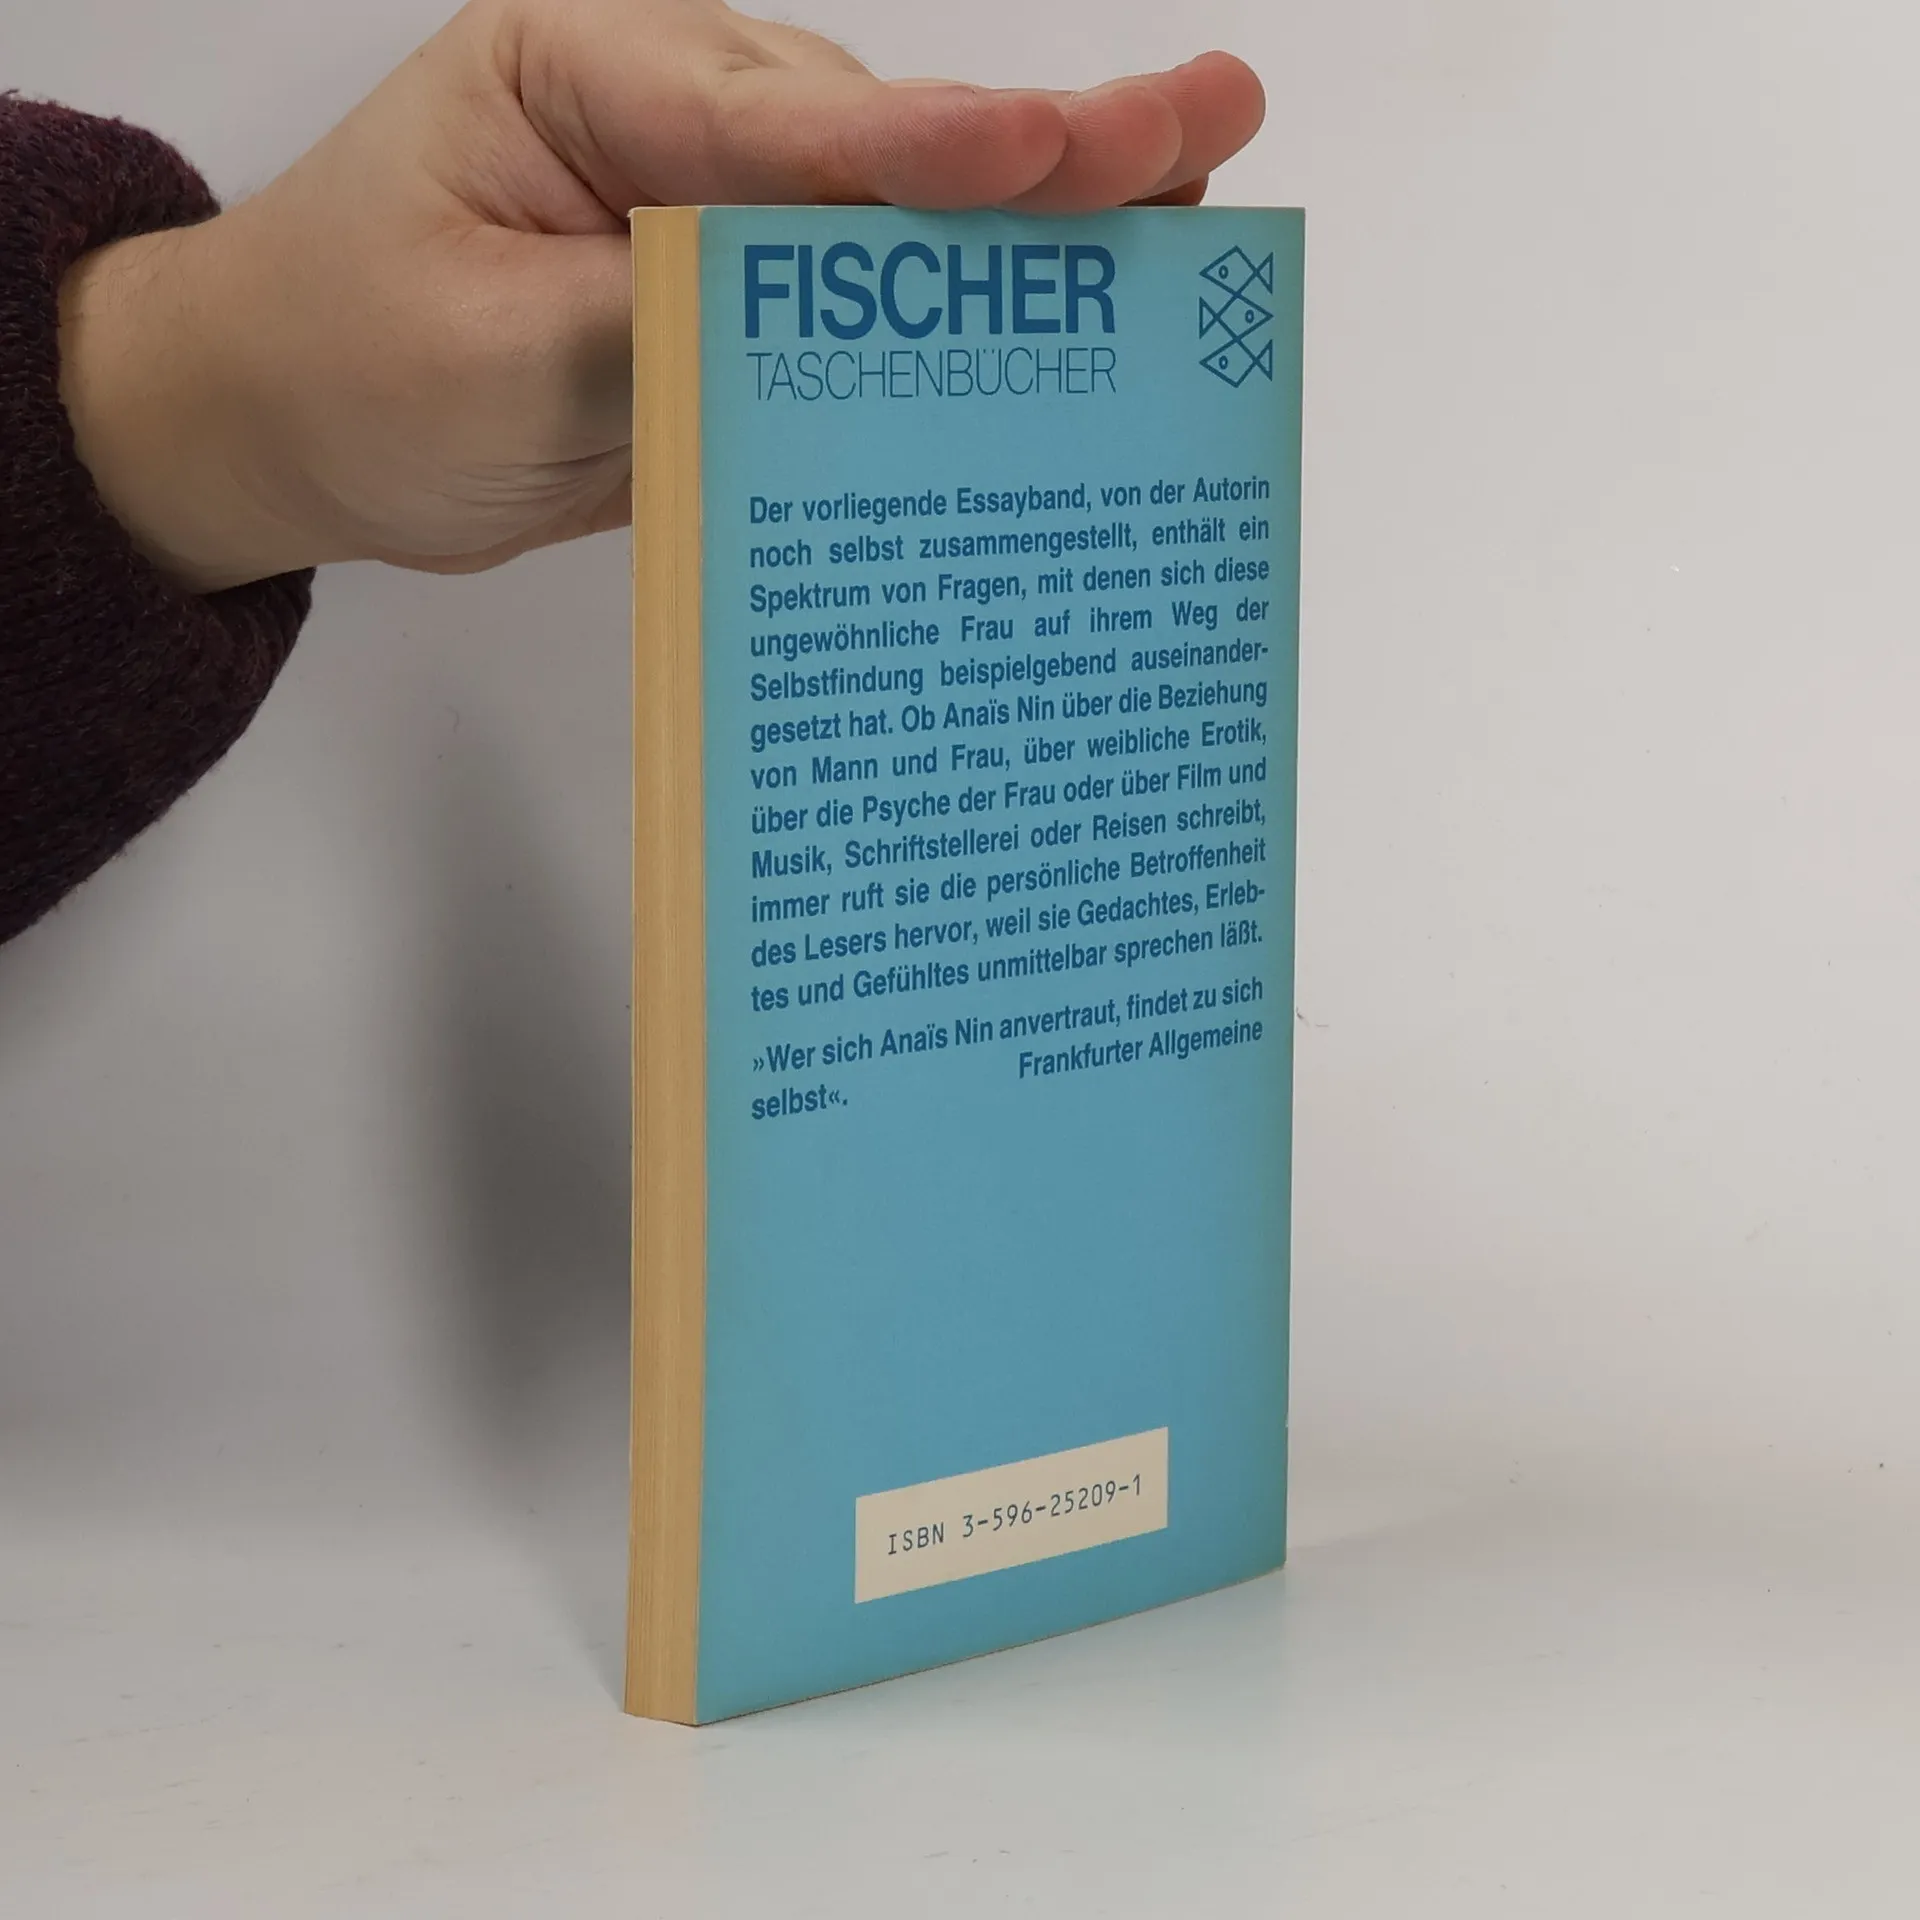 FISCHER
TASCHENBÜCHER
Der vorliegende Essayband, von der Autorin
noch selbst zusammengestellt, enthält ein
Spektrum von Fragen, mit denen sich diese
ungewöhnliche Frau auf ihrem Weg der
Selbstfindung beispielgebend auseinander-
gesetzt hat. Ob Anaïs Nin über die Beziehung
von Mann und Frau, über weibliche Erotik,
über die Psyche der Frau oder über Film und
Musik, Schriftstellerei oder Reisen schreibt,
immer ruft sie die persönliche Betroffenheit
des Lesers hervor, weil sie Gedachtes, Erleb-
tes und Gefühltes unmittelbar sprechen läßt.
»Wer sich Anaïs Nin anvertraut, findet zu sich
selbst«. Frankfurter Allgemeine
ISBN 3-596-25209-1